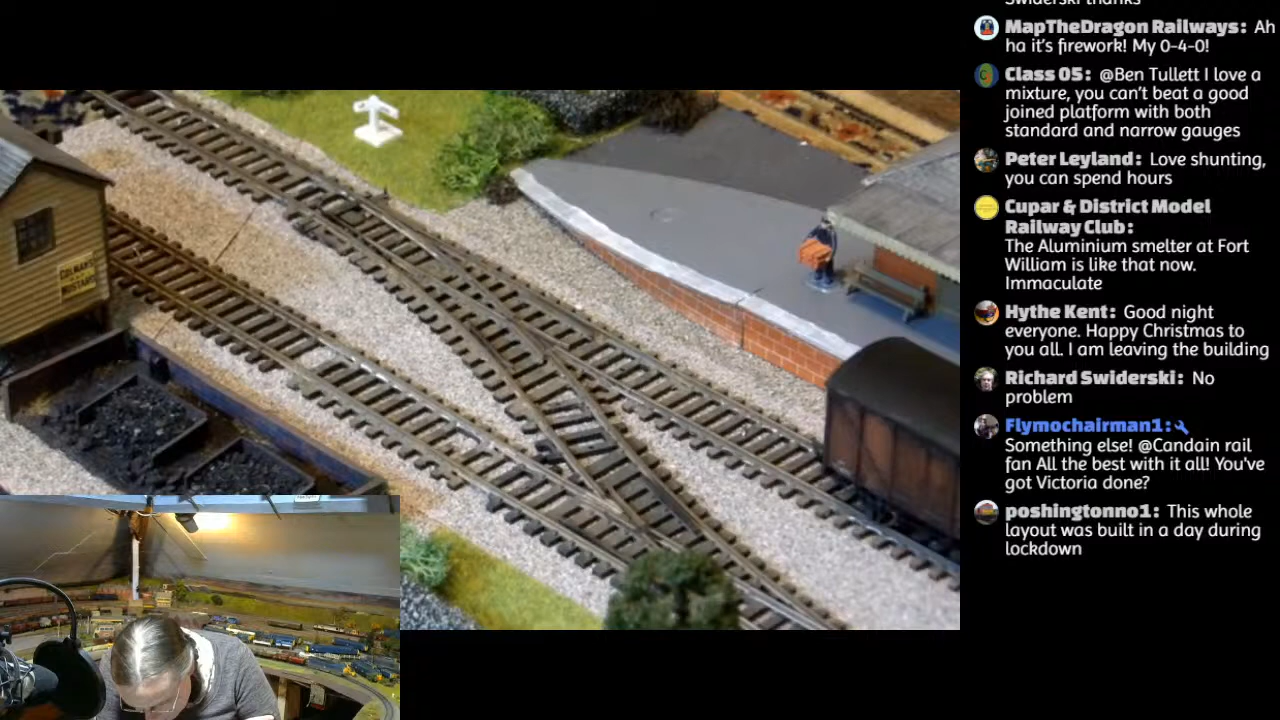 Swiderski thanks
MapTheDragon Railways: Ah
ha it's firework! My 0-4-0!
Class 05: @Ben Tullett I love a
mixture, you can't beat a good
joined platform with both
standard and narrow gauges
Peter Leyland: Love shunting,
you can spend hours
Cupar & District Model
Railway Club:
The Aluminium smelter at Fort
William is like that now.
Immaculate
Hythe Kent: Good night
everyone. Happy Christmas to
you all. I am leaving the building
Richard Swiderski: No
problem
Flymochairman1:
Something else! @Candain rail
fan All the best with it all! You've
got Victoria done?
poshingtonno1: This whole
layout was built in a day during
lockdown
COLMANS
MUSTARD